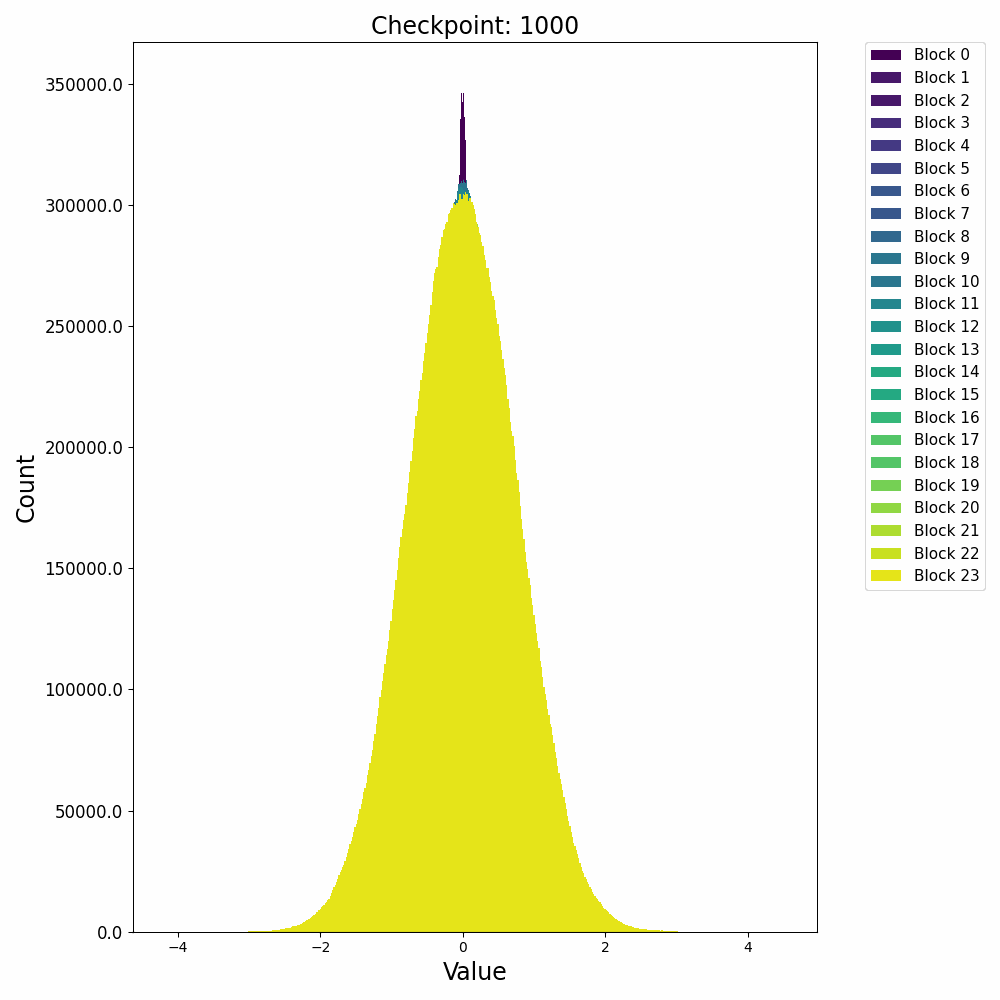 Checkpoint: 1000
350000.0
300000.0
250000.0
200000.0
150000.0
100000.0
50000.0
0.0
Count
−4
−2
0
2
4
Value
Block 0
Block 1
Block 2
Block 3
Block 4
Block 5
Block 6
Block 7
Block 8
Block 9
Block 10
Block 11
Block 12
Block 13
Block 14
Block 15
Block 16
Block 17
Block 18
Block 19
Block 20
Block 21
Block 22
Block 23